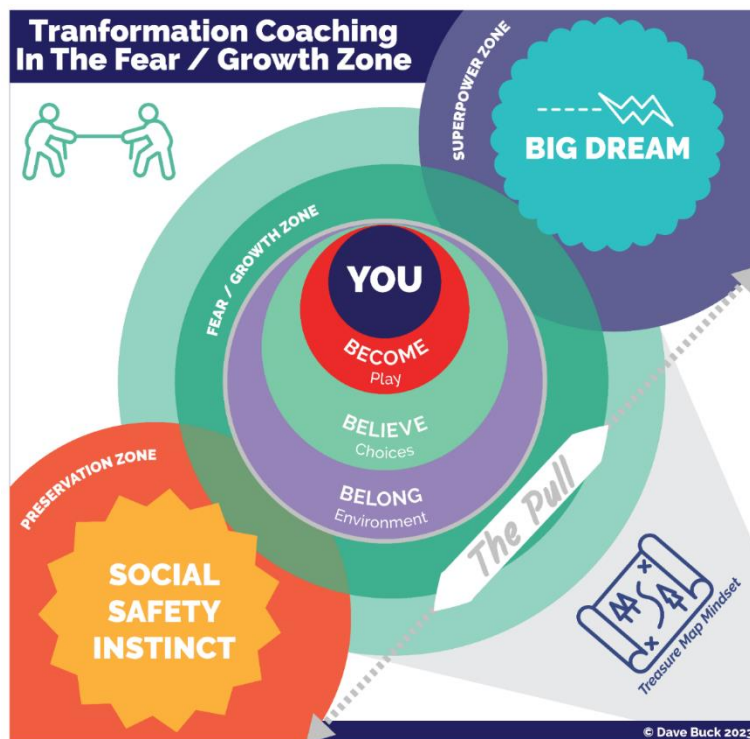 Tranformation Coaching
In The Fear / Growth Zone
SUPERPOWER ZONE
BIG DREAM
FEAR / GROWTH ZONE
YOU
BECOME
Play
BELIEVE
Choices
BELONG
Environment
PRESERVATION ZONE
SOCIAL
SAFETY
INSTINCT
The Pull
Treasure Map Mindset
© Dave Buck 2023